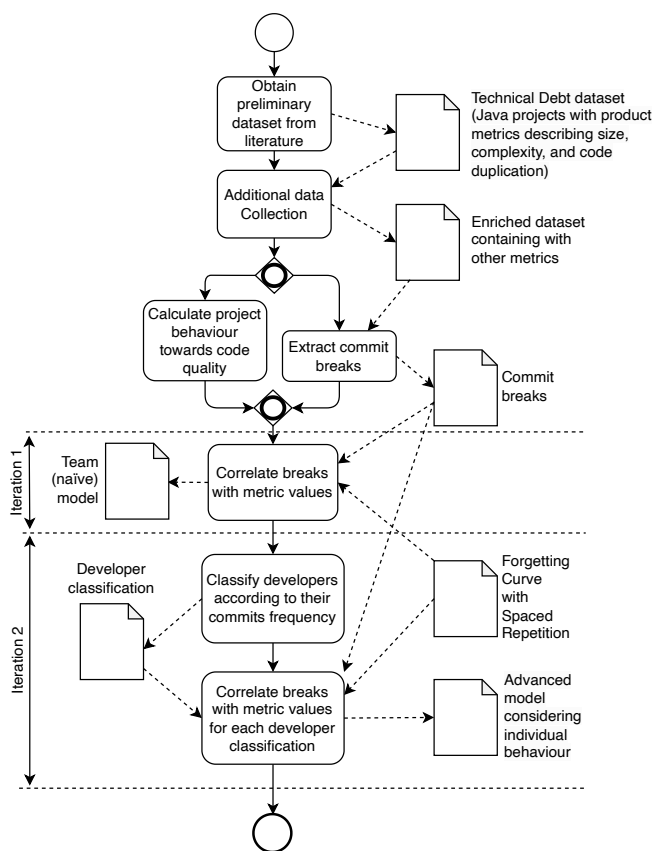 Obtain
preliminary
dataset from
literature
Technical Debt dataset
(Java projects with product
metrics describing size,
complexity, and code
duplication)
Additional data
Collection
Enriched dataset
containing with
other metrics
Calculate project
behaviour
towards code
quality
Extract commit
breaks
Commit
breaks
Iteration 1
Team
(naïve)
model
Correlate breaks
with metric values
Iteration 2
Developer
classification
Classify developers
according to their
commits frequency
Forgetting
Curve
with
Spaced
Repetition
Correlate breaks
with metric values
for each developer
classification
Advanced
model
considering
individual
behaviour